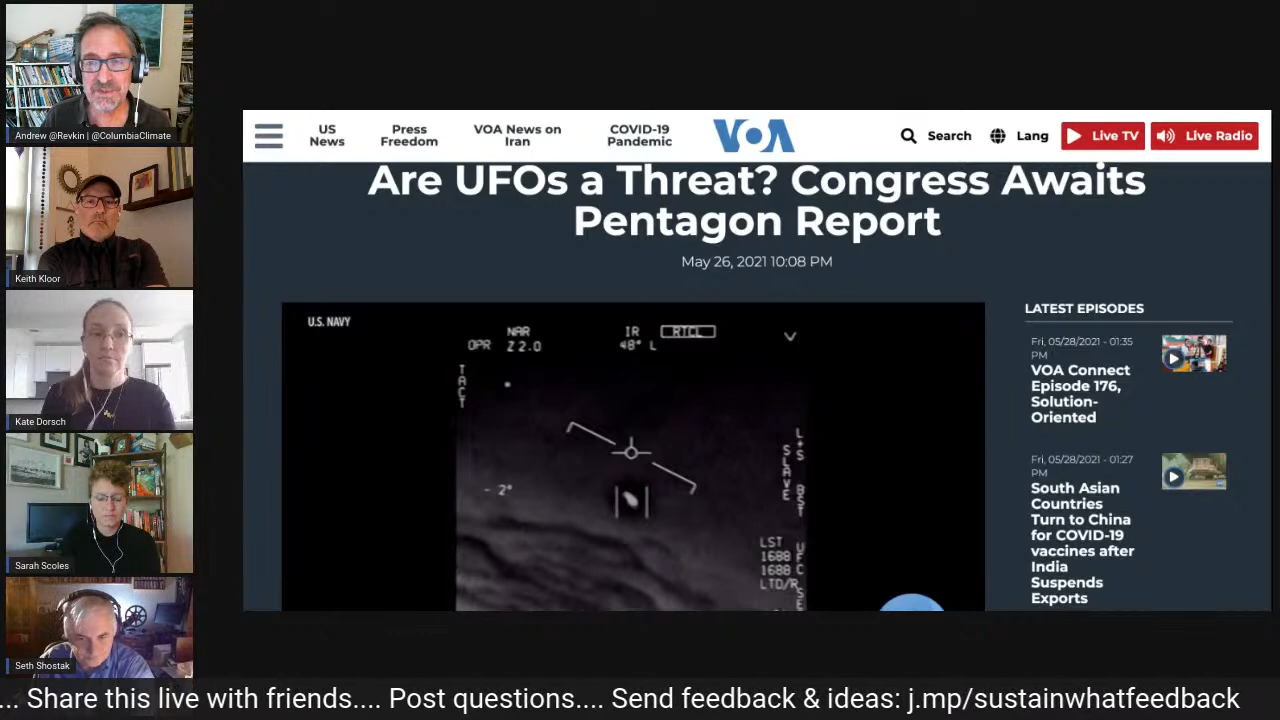 Andrew @Revkin | @ColumbiaClimate
Keith Kloor
Kate Dorsch
Sarah Scoles
Seth Shostak
US
News
Press
Freedom
VOA News on
Iran
COVID-19
Pandemic
VOA
Search
Lang
Live TV
Live Radio
Are UFOs a Threat? Congress Awaits
Pentagon Report
May 26, 2021 10:08 PM
U.S. NAVY
NAR
OPR Z 2.0
IR RTCL
48° L
TACT
- 2°
L+S BST
SLAVE
LST
1688
1688
LTD/R
LATEST EPISODES
Fri, 05/28/2021 - 01:35
PM
VOA Connect
Episode 176,
Solution-
Oriented
Fri, 05/28/2021 - 01:27
PM
South Asian
Countries
Turn to China
for COVID-19
vaccines after
India
Suspends
Exports
... Share this live with friends.... Post questions.... Send feedback & ideas: j.mp/sustainwhatfeedback